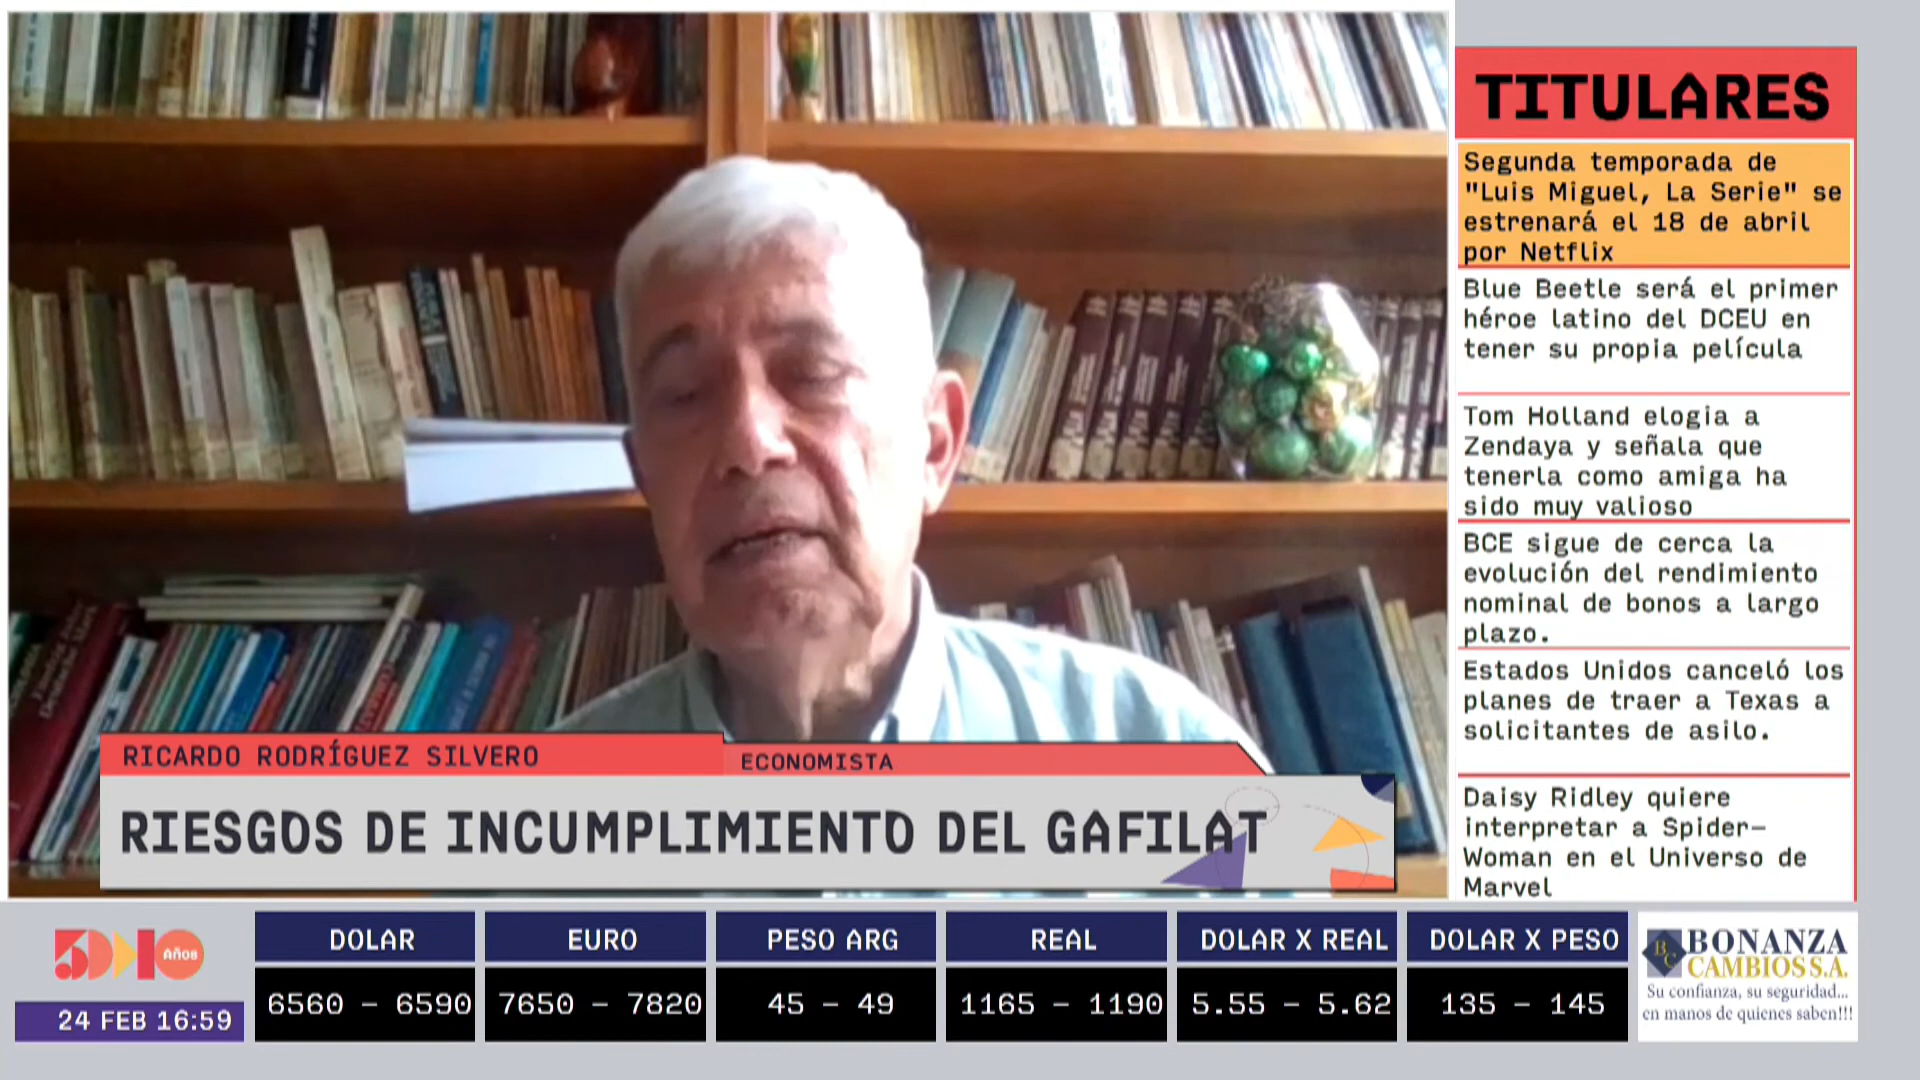 TITULARES
Segunda temporada de
"Luis Miguel, La Serie" se
estrenará el 18 de abril
por Netflix
Blue Beetle será el primer
héroe latino del DCEU en
tener su propia película
Tom Holland elogia a
Zendaya y señala que
tenerla como amiga ha
sido muy valioso
BCE sigue de cerca la
evolución del rendimiento
nominal de bonos a largo
plazo.
Estados Unidos canceló los
planes de traer a Texas a
solicitantes de asilo.
Daisy Ridley quiere
interpretar a Spider-
Woman en el Universo de
Marvel
RICARDO RODRÍGUEZ SILVERO
ECONOMISTA
RIESGOS DE INCUMPLIMIENTO DEL GAFILAT
Años
24 FEB 16:59
DOLAR
6560 - 6590
EURO
7650 - 7820
PESO ARG
45 - 49
REAL
1165 - 1190
DOLAR X REAL
5.55 - 5.62
DOLAR X PESO
135 - 145
BC
BONANZA
CAMBIOS S.A.
Su confianza, su seguridad...
en manos de quienes saben!!!